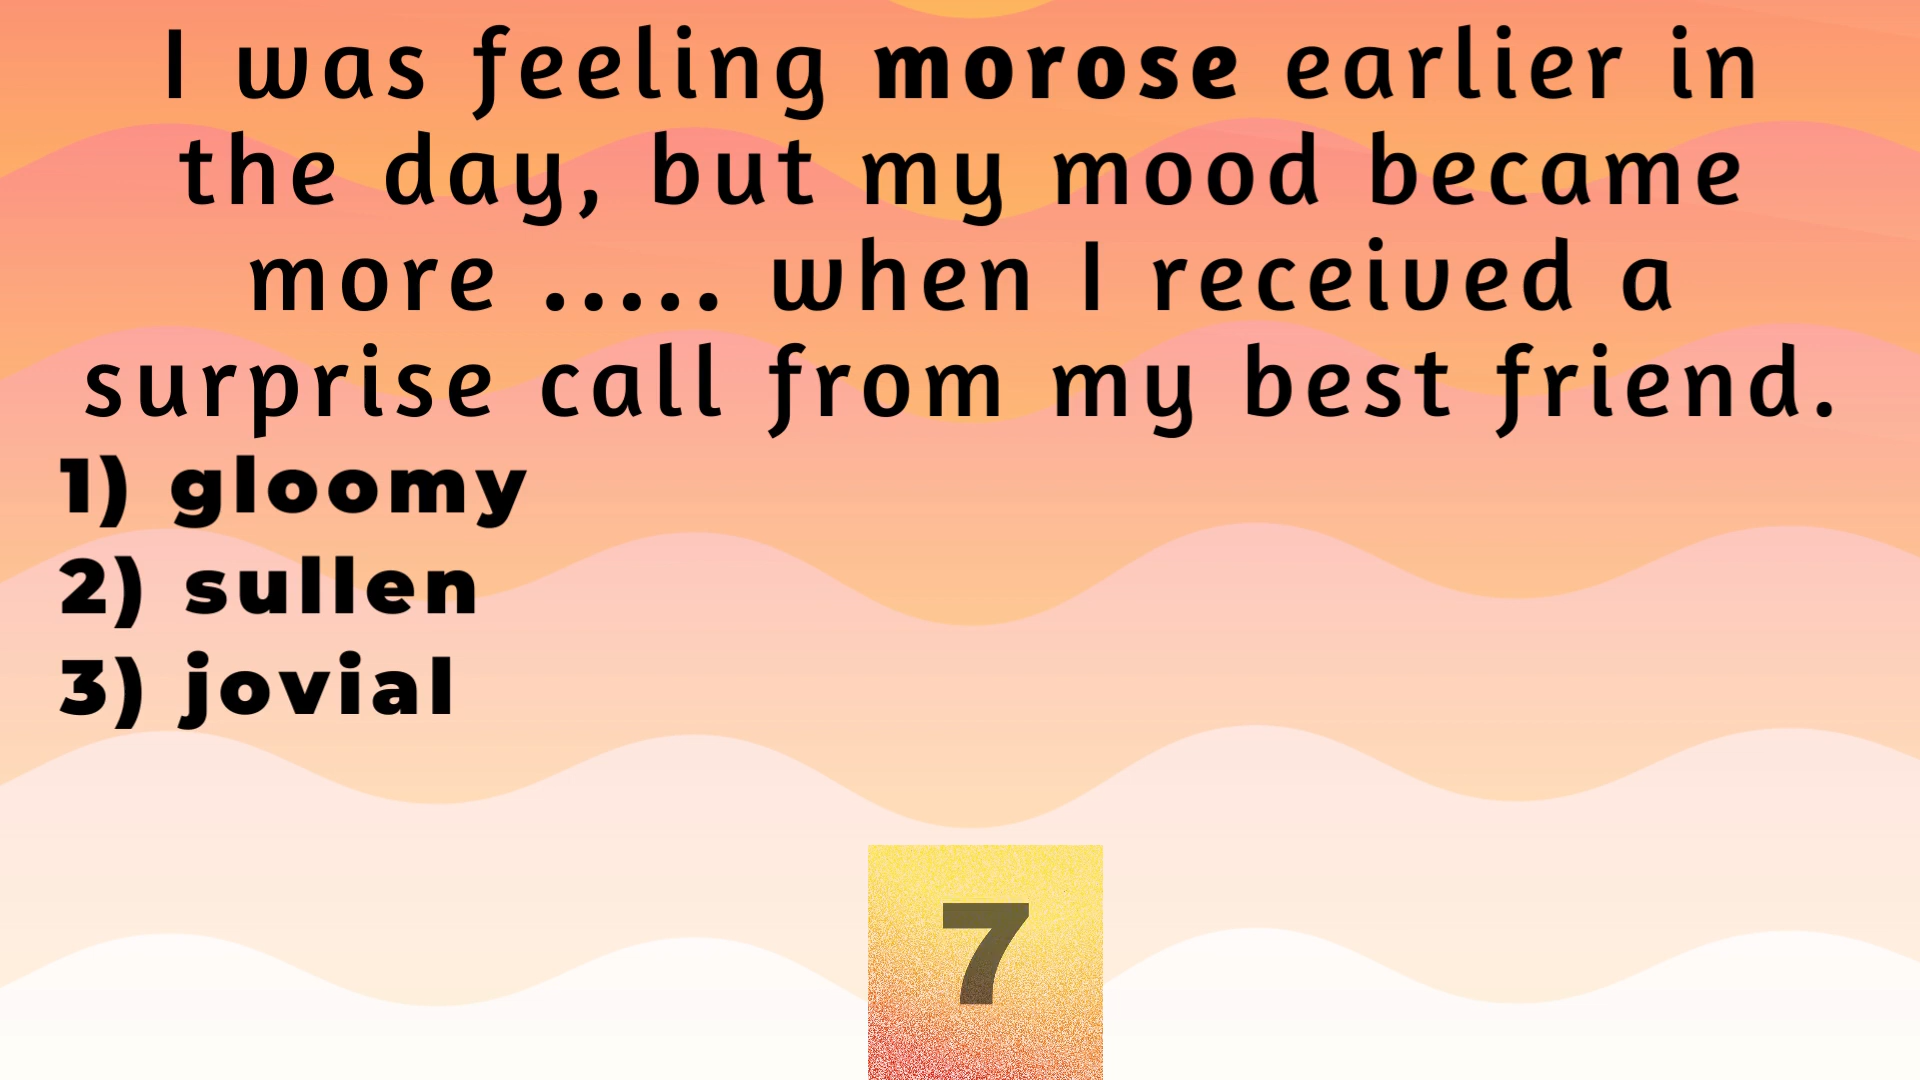 I was feeling morose earlier in
the day, but my mood became
more ..... when I received a
surprise call from my best friend.
1) gloomy
2) sullen
3) jovial
7